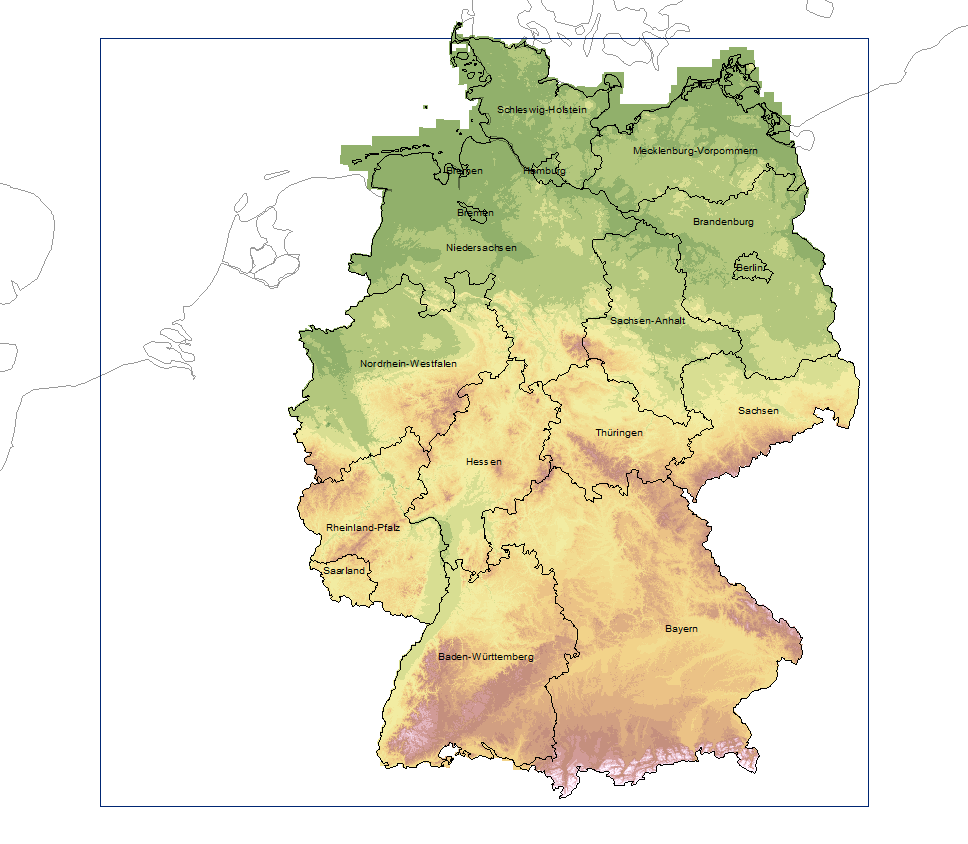 Schleswig-Holstein
Mecklenburg-Vorpommern
Bremen
Hamburg
Bremen
Brandenburg
Niedersachsen
Berlin
Sachsen-Anhalt
Nordrhein-Westfalen
Sachsen
Thüringen
Hessen
Rheinland-Pfalz
Saarland
Bayern
Baden-Württemberg